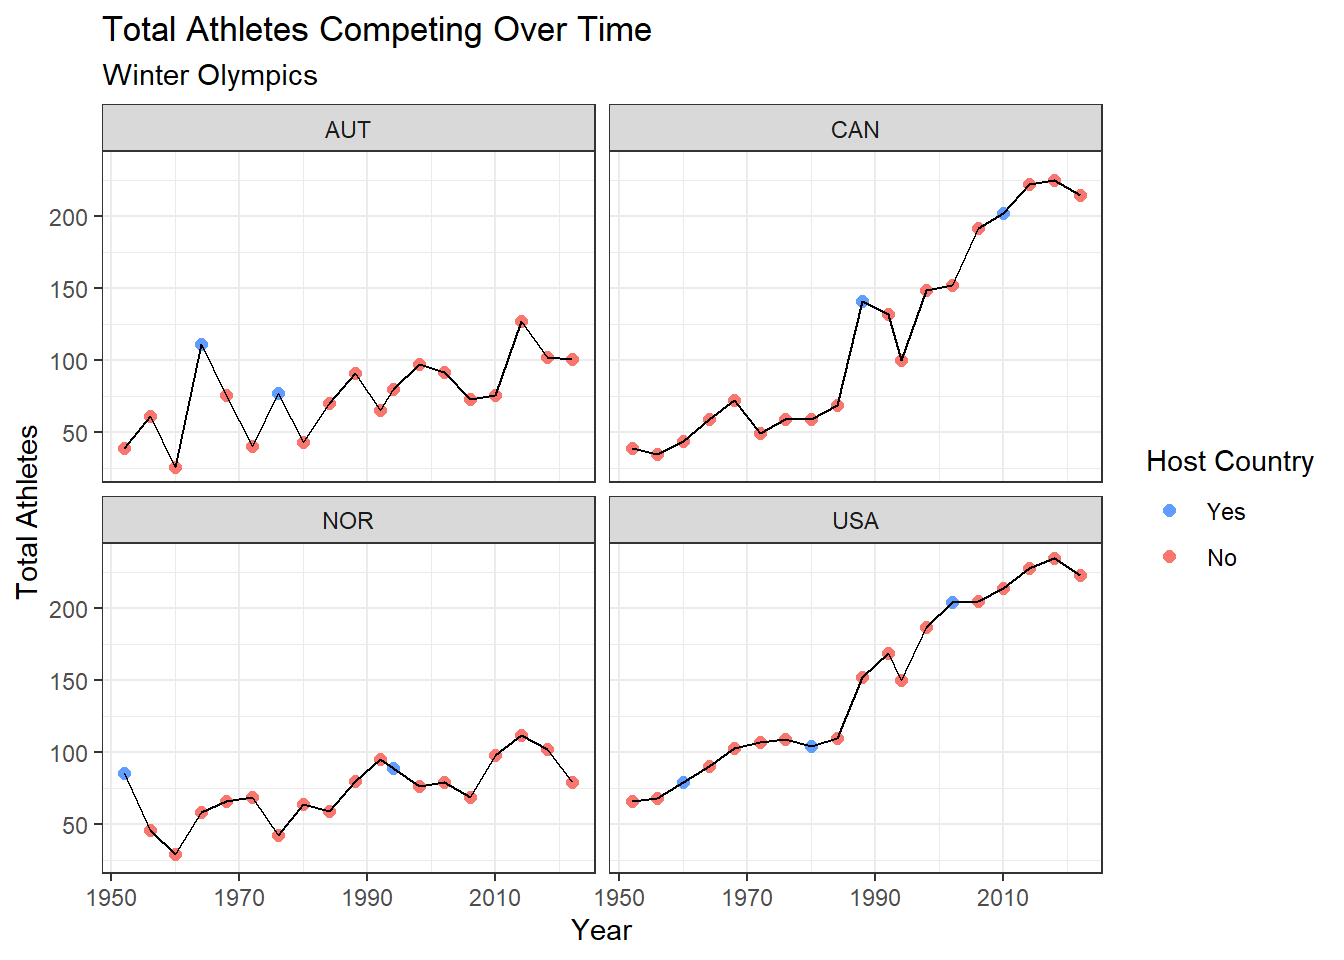 Total Athletes Competing Over Time
Winter Olympics
AUT
CAN
200
150
100
50
NOR
USA
200
150
100
50
Total Athletes
1950
1970
1990
2010
1950
1970
1990
2010
Year
Host Country
Yes
No